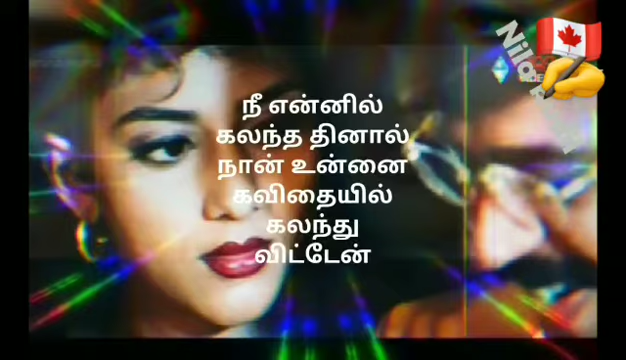 நீ என்னில்
கலந்த தினால்
நான் உன்னை
கவிதையில்
கலந்து
விட்டேன்